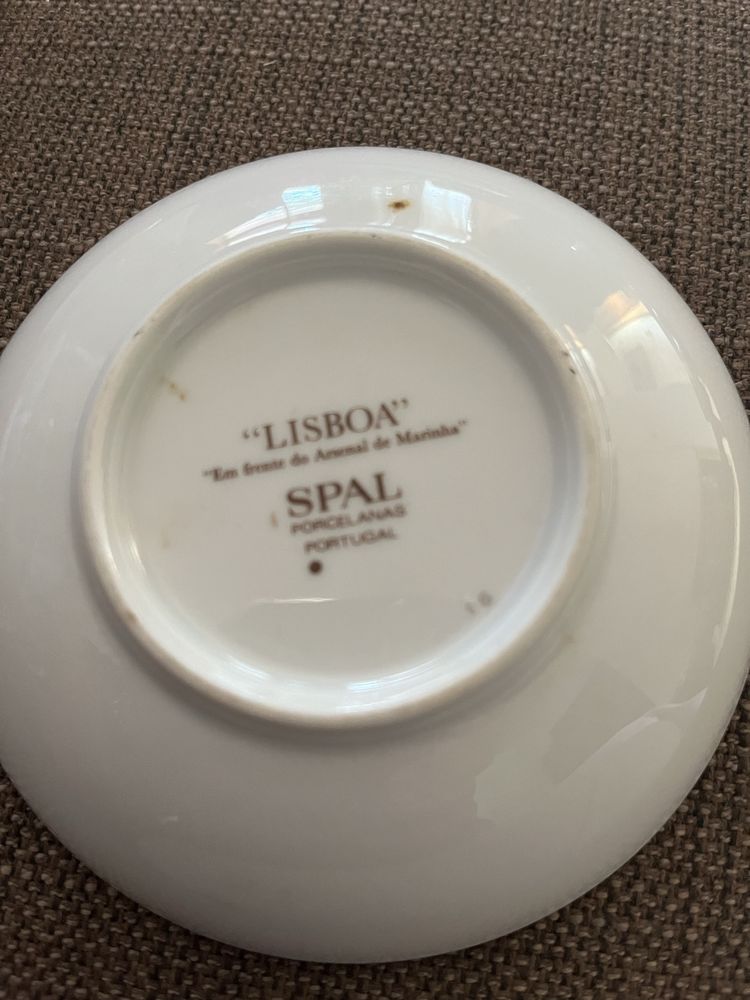 “LISBOA”
"Em frente do Arsenal de Marinha"
SPAL
PORCELANAS
PORTUGAL